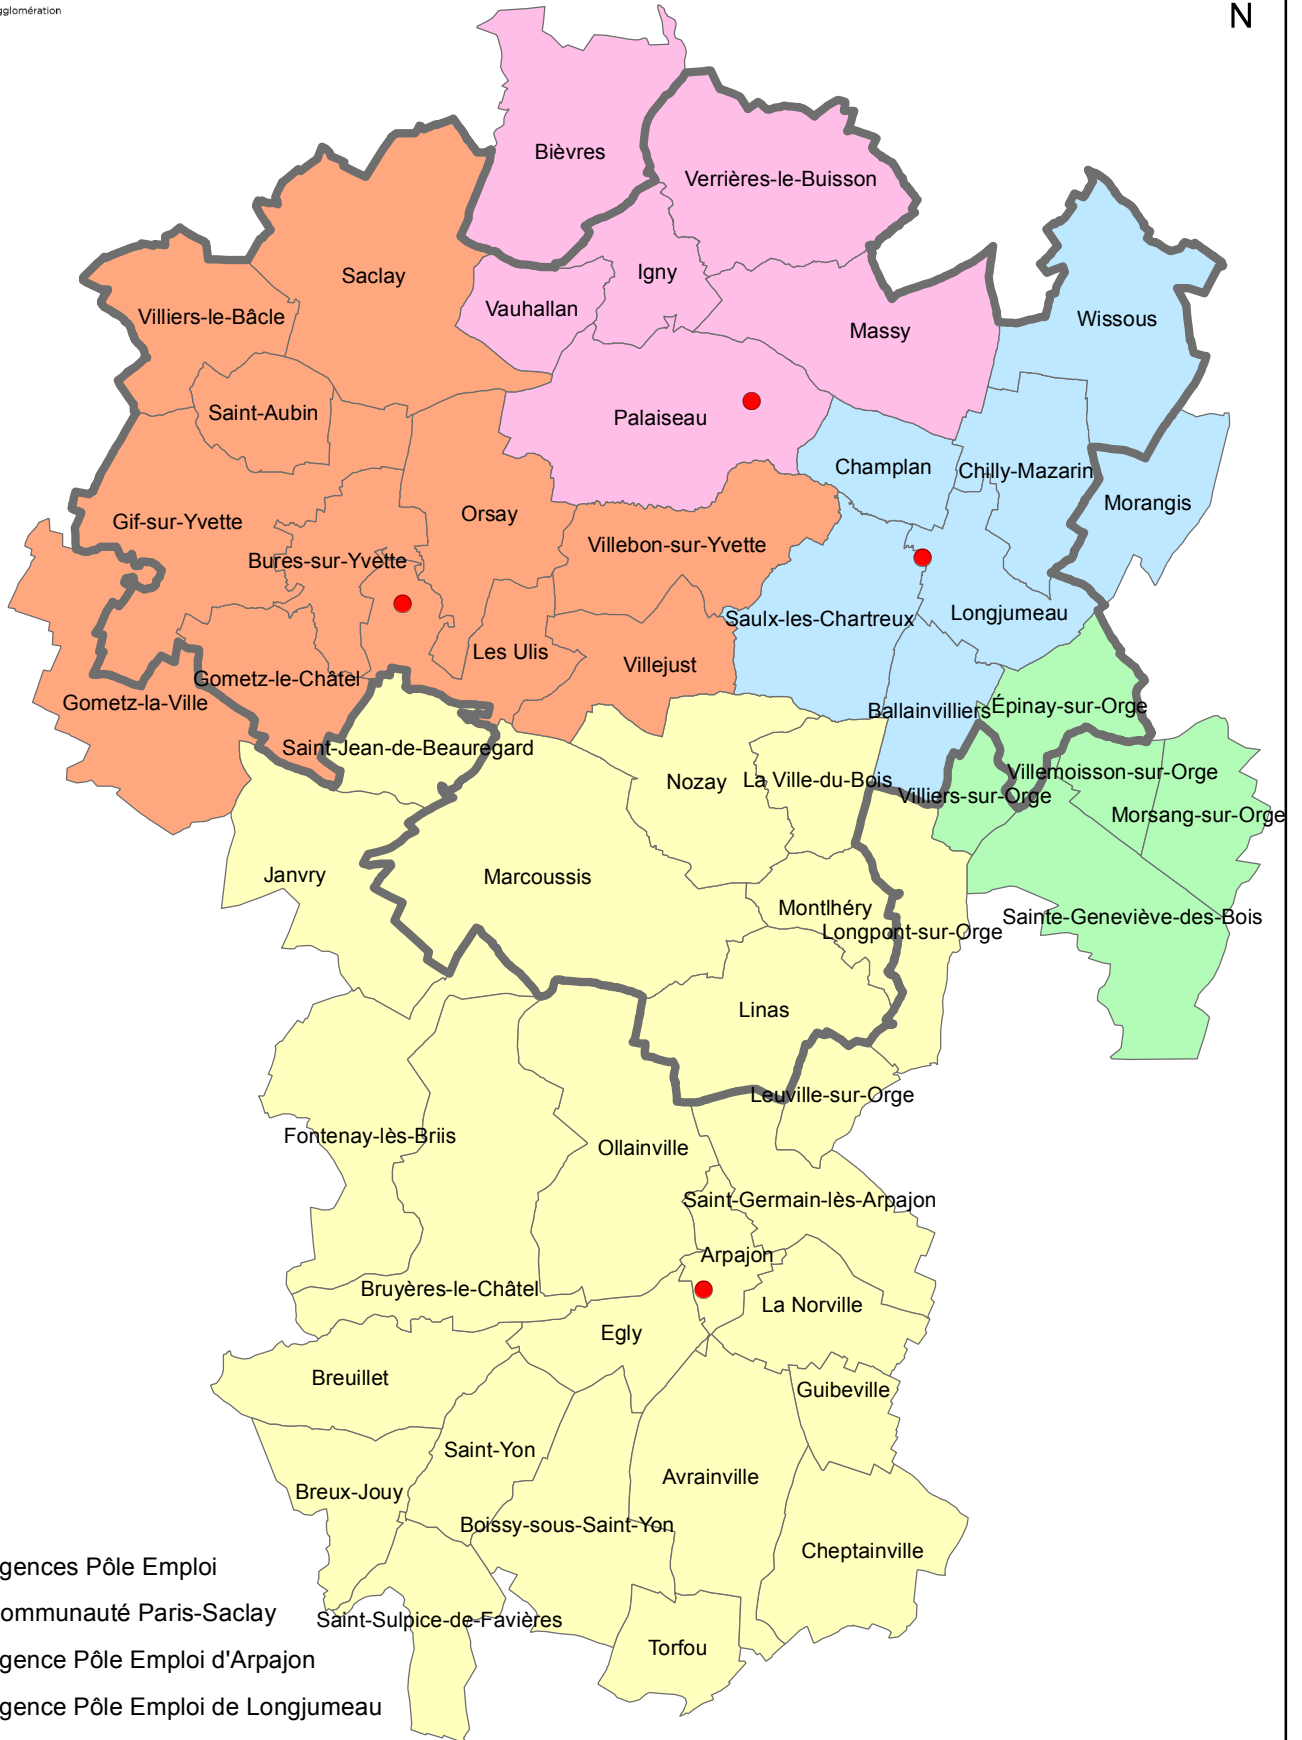 gglomération
N
Bièvres
Verrières-le-Buisson
Igny
Saclay
Vauhallan
Villiers-le-Bâcle
Wissous
Massy
Saint-Aubin
Palaiseau
Champlan
Chilly-Mazarin
Morangis
Orsay
Gif-sur-Yvette
Villebon-sur-Yvette
Bures-sur-Yvette
Longjumeau
Saulx-les-Chartreux
Les Ulis
Villejust
Gometz-le-Châtel
Gometz-la-Ville
Ballainvilliers
Épinay-sur-Orge
Saint-Jean-de-Beauregard
Villemoisson-sur-Orge
Nozay
La Ville-du-Bois
Villiers-sur-Orge
Morsang-sur-Orge
Janvry
Marcoussis
Montlhéry
Sainte-Geneviève-des-Bois
Longpont-sur-Orge
Linas
Leuville-sur-Orge
Fontenay-lès-Briis
Ollainville
Saint-Germain-lès-Arpajon
Arpajon
Bruyères-le-Châtel
La Norville
Egly
Breuillet
Guibeville
Saint-Yon
Avrainville
Breux-Jouy
Boissy-sous-Saint-Yon
Cheptainville
Saint-Sulpice-de-Favières
Torfou
gences Pôle Emploi
ommunauté Paris-Saclay
gence Pôle Emploi d'Arpajon
gence Pôle Emploi de Longjumeau